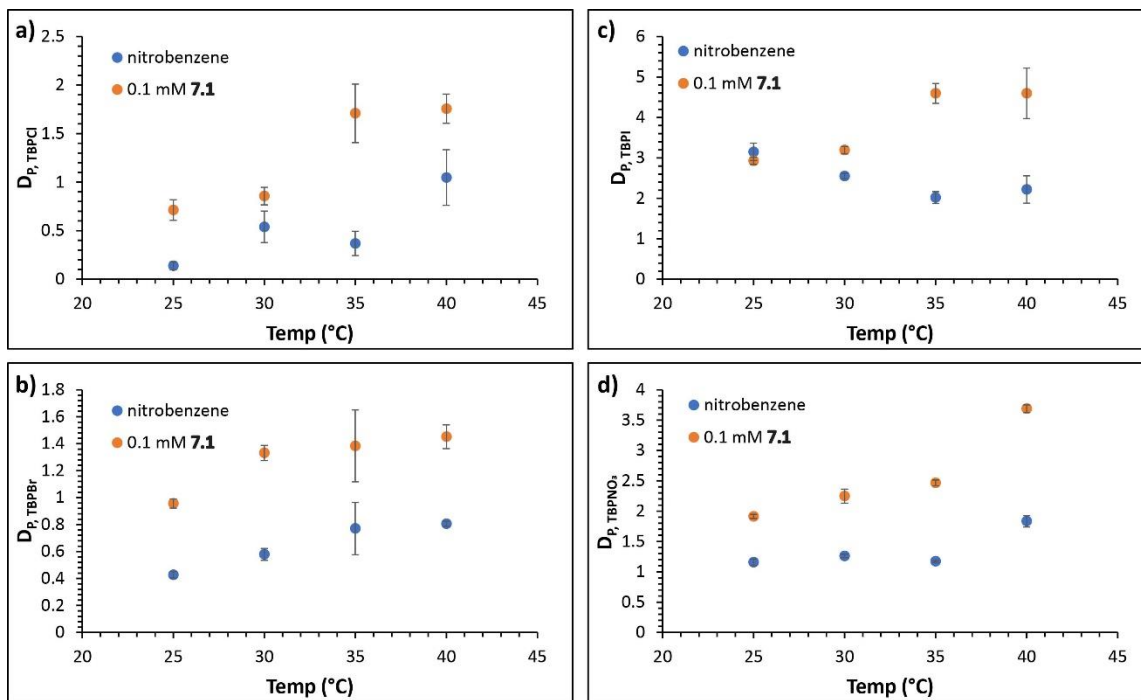 a)
2.5
2
1.5
1
0.5
0
D_P, TBPCl
nitrobenzene
0.1 mM 7.1
20 25 30 35 40 45
Temp (°C)
c)
6
5
4
3
2
1
0
D_P, TBPI
nitrobenzene
0.1 mM 7.1
20 25 30 35 40 45
Temp (°C)
b)
1.8
1.6
1.4
1.2
1
0.8
0.6
0.4
0.2
0
D_P, TBPBr
nitrobenzene
0.1 mM 7.1
20 25 30 35 40 45
Temp (°C)
d)
4
3.5
3
2.5
2
1.5
1
0.5
0
D_P, TBPNO₃
nitrobenzene
0.1 mM 7.1
20 25 30 35 40 45
Temp (°C)